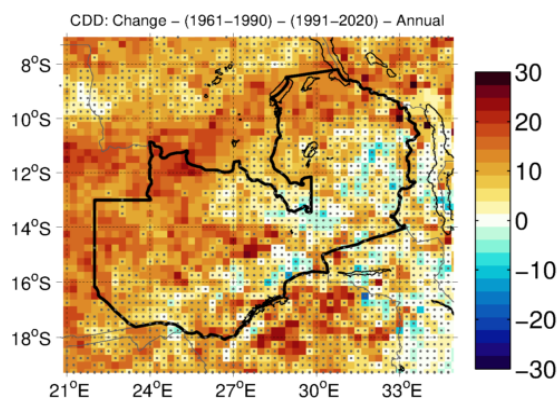 CDD: Change − (1961−1990) − (1991−2020) − Annual
8°S
10°S
12°S
14°S
16°S
18°S
21°E 24°E 27°E 30°E 33°E
30
20
10
0
−10
−20
−30